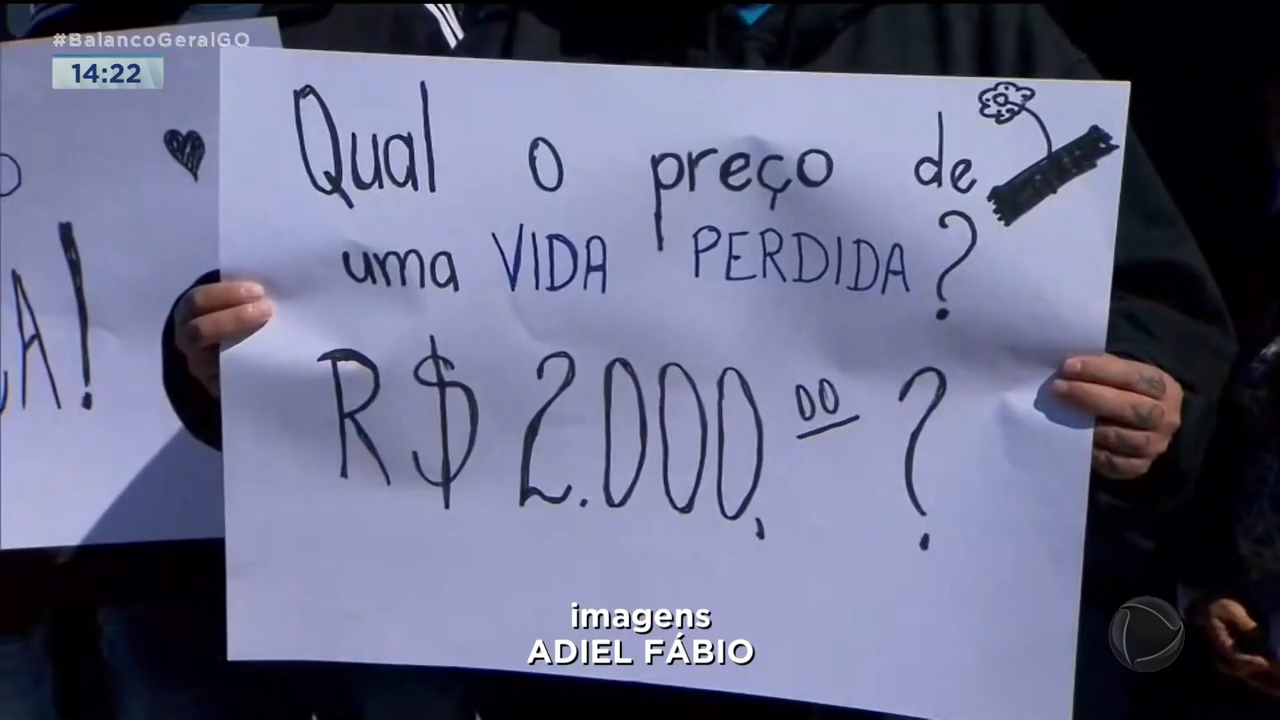 #BalancoGeralGO
14:22
Qual o preço de
uma VIDA PERDIDA?
R$ 2.000,00 ?
A!
imagens
ADIEL FÁBIO